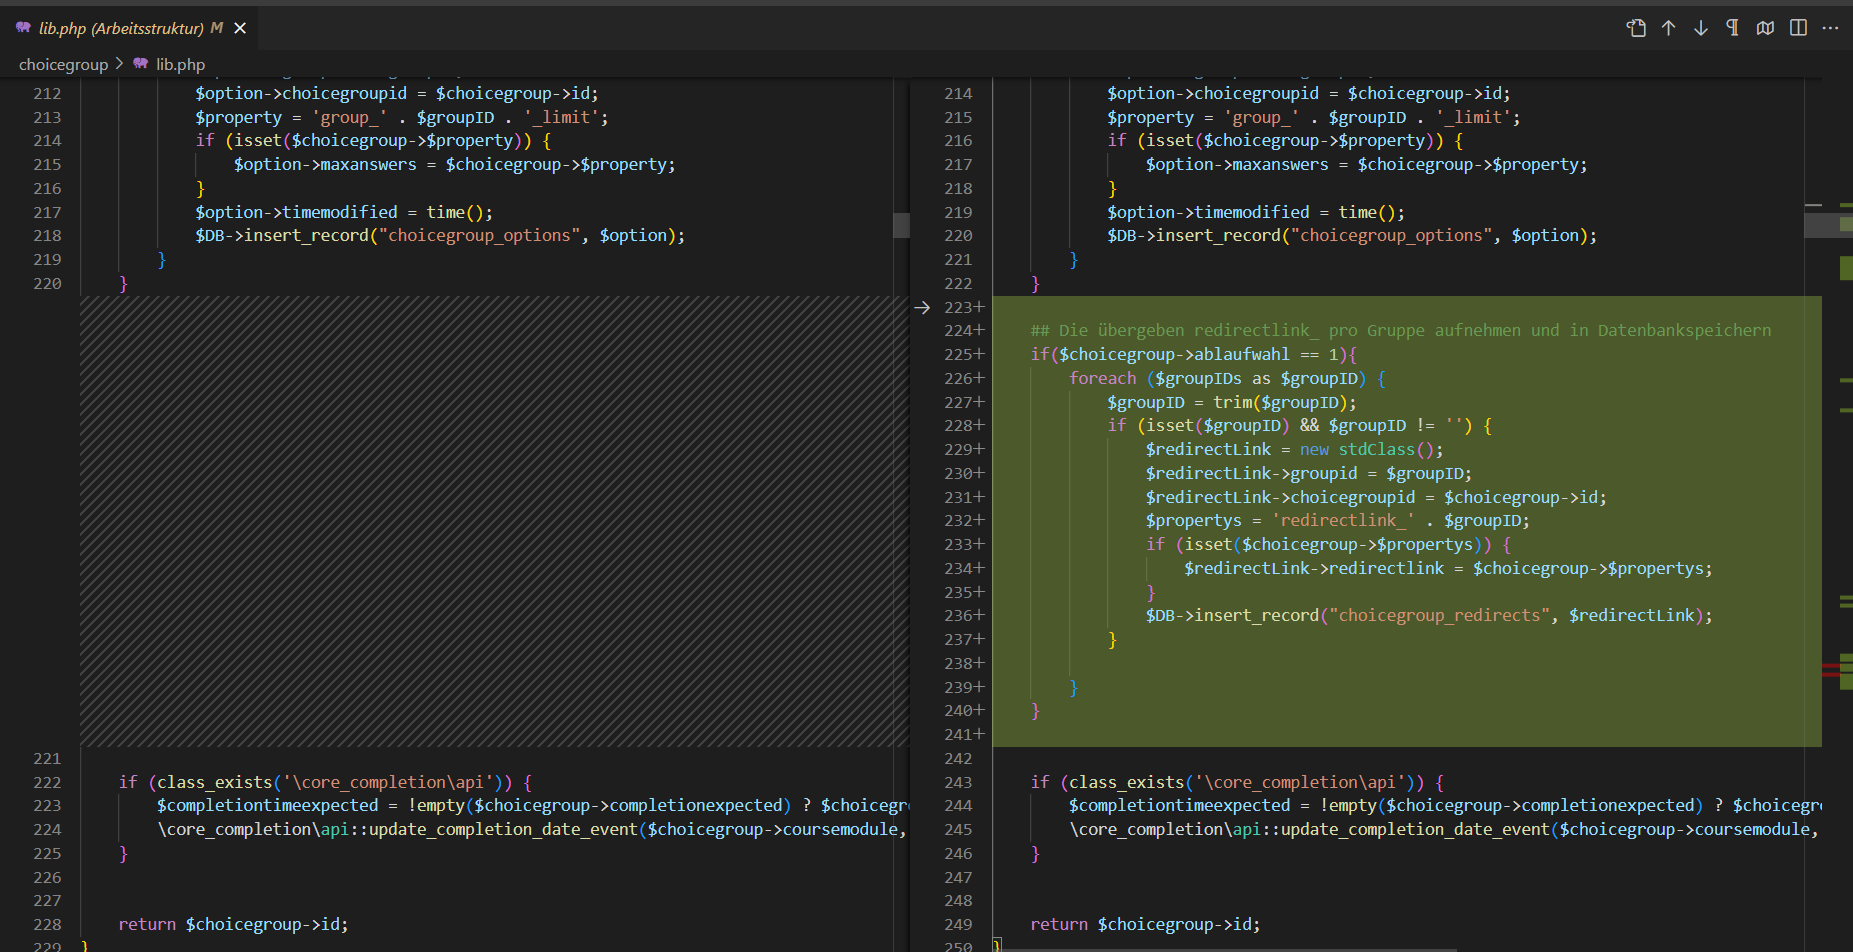 lib.php (Arbeitsstruktur) M
choicegroup > lib.php
212 $option->choicegroupid = $choicegroup->id;
213 $property = 'group_' . $groupID . '_limit';
214 if (isset($choicegroup->$property)) {
215 $option->maxanswers = $choicegroup->$property;
216 }
217 $option->timemodified = time();
218 $DB->insert_record("choicegroup_options", $option);
219 }
220 }
221
222 if (class_exists('\core_completion\api')) {
223 $completiontimeexpected = !empty($choicegroup->completionexpected) ? $choicegr
224 \core_completion\api::update_completion_date_event($choicegroup->coursemodule,
225 }
226
227
228 return $choicegroup->id;
229 }
214 $option->choicegroupid = $choicegroup->id;
215 $property = 'group_' . $groupID . '_limit';
216 if (isset($choicegroup->$property)) {
217 $option->maxanswers = $choicegroup->$property;
218 }
219 $option->timemodified = time();
220 $DB->insert_record("choicegroup_options", $option);
221 }
222 }
223+
224+ ## Die übergeben redirectlink_ pro Gruppe aufnehmen und in Datenbankspeichern
225+ if($choicegroup->ablaufwahl == 1){
226+ foreach ($groupIDs as $groupID) {
227+ $groupID = trim($groupID);
228+ if (isset($groupID) && $groupID != '') {
229+ $redirectLink = new stdClass();
230+ $redirectLink->groupid = $groupID;
231+ $redirectLink->choicegroupid = $choicegroup->id;
232+ $propertys = 'redirectlink_' . $groupID;
233+ if (isset($choicegroup->$propertys)) {
234+ $redirectLink->redirectlink = $choicegroup->$propertys;
235+ }
236+ $DB->insert_record("choicegroup_redirects", $redirectLink);
237+ }
238+
239+ }
240+ }
241+
242
243 if (class_exists('\core_completion\api')) {
244 $completiontimeexpected = !empty($choicegroup->completionexpected) ? $choicegr
245 \core_completion\api::update_completion_date_event($choicegroup->coursemodule,
246 }
247
248
249 return $choicegroup->id;
250 }